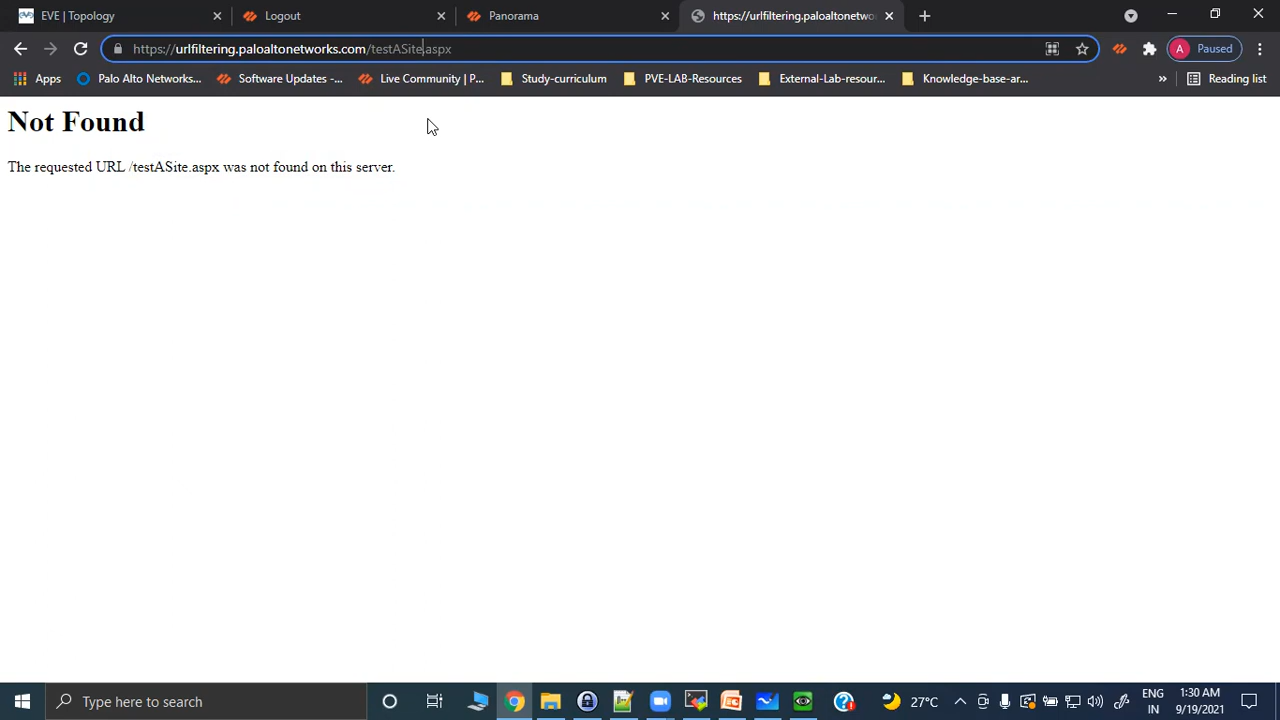 EVE | Topology
Logout
Panorama
https://urlfiltering.paloaltonetwo
https://urlfiltering.paloaltonetworks.com/testASite.aspx
A Paused
Apps
Palo Alto Networks...
Software Updates -...
Live Community | P...
Study-curriculum
PVE-LAB-Resources
External-Lab-resour...
Knowledge-base-ar...
»
Reading list
Not Found
The requested URL /testASite.aspx was not found on this server.
Type here to search
27°C
ENG
IN
1:30 AM
9/19/2021